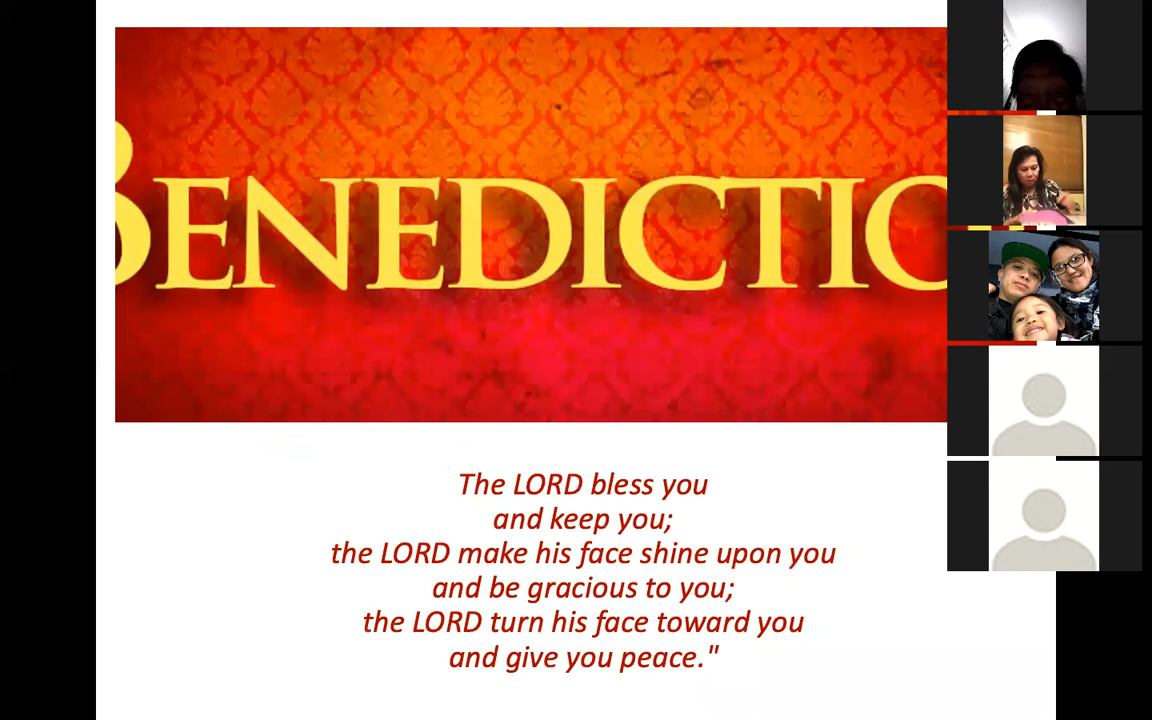 BENEDICTIO
The LORD bless you
and keep you;
the LORD make his face shine upon you
and be gracious to you;
the LORD turn his face toward you
and give you peace."